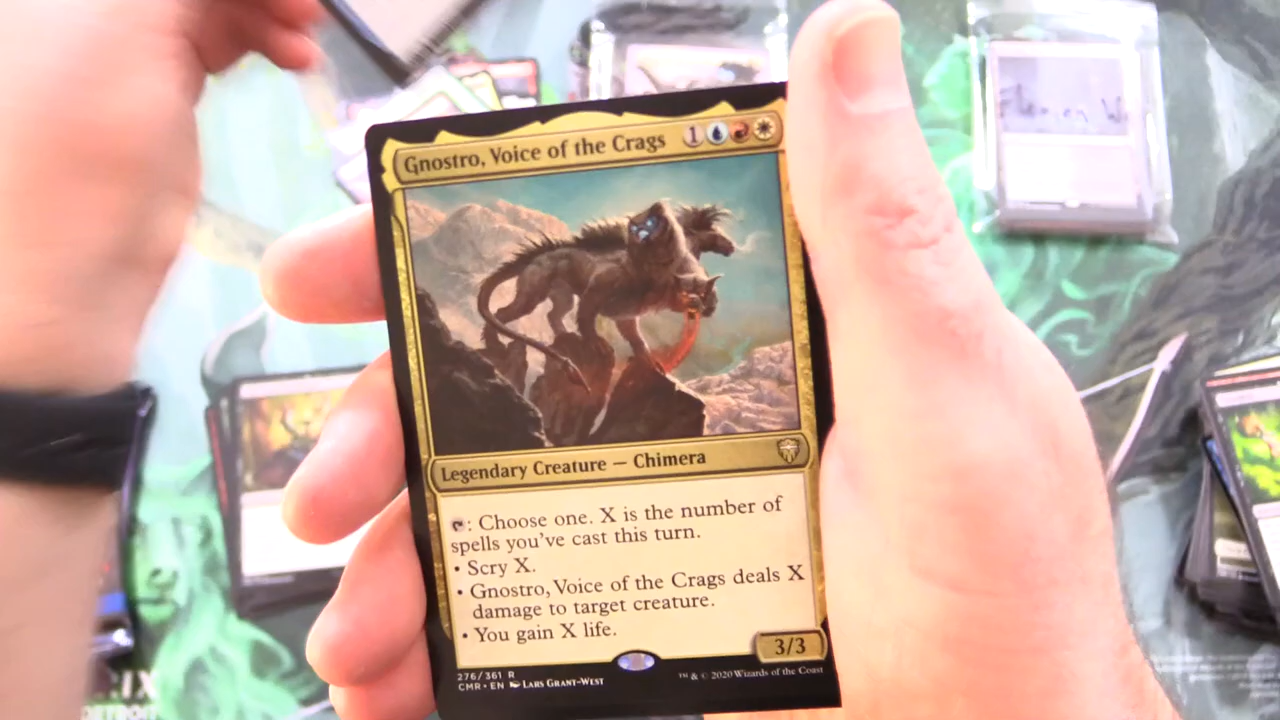 Gnostro, Voice of the Crags 1
Legendary Creature — Chimera
: Choose one. X is the number of
spells you've cast this turn.
• Scry X.
• Gnostro, Voice of the Crags deals X
damage to target creature.
• You gain X life.
3/3
276/361 R
CMR • EN Lars Grant-West
™ & © 2020 Wizards of the Coast
DETROIT